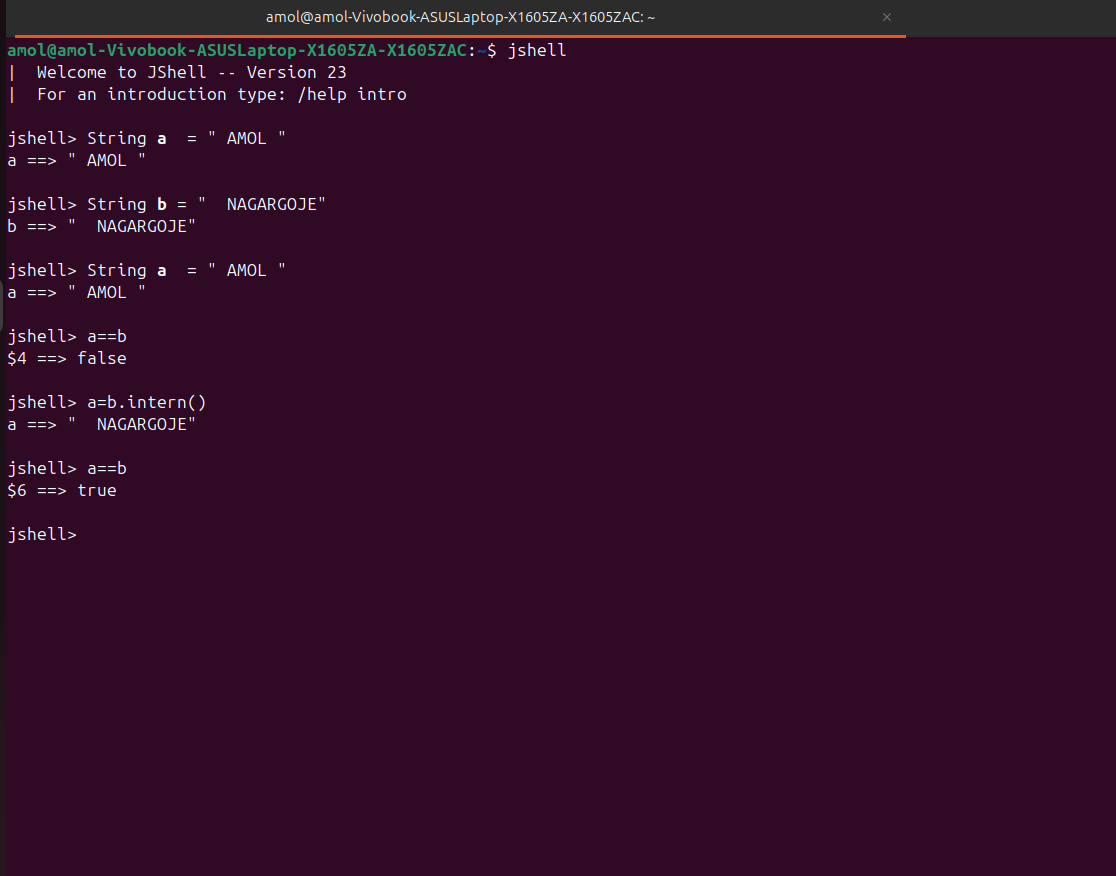 amol@amol-Vivobook-ASUSLaptop-X1605ZA-X1605ZAC: ~ ×
amol@amol-Vivobook-ASUSLaptop-X1605ZA-X1605ZAC:~$ jshell
|  Welcome to JShell -- Version 23
|  For an introduction type: /help intro
jshell> String a  = " AMOL "
a ==> " AMOL "
jshell> String b = "  NAGARGOJE"
b ==> "  NAGARGOJE"
jshell> String a  = " AMOL "
a ==> " AMOL "
jshell> a==b
$4 ==> false
jshell> a=b.intern()
a ==> "  NAGARGOJE"
jshell> a==b
$6 ==> true
jshell>